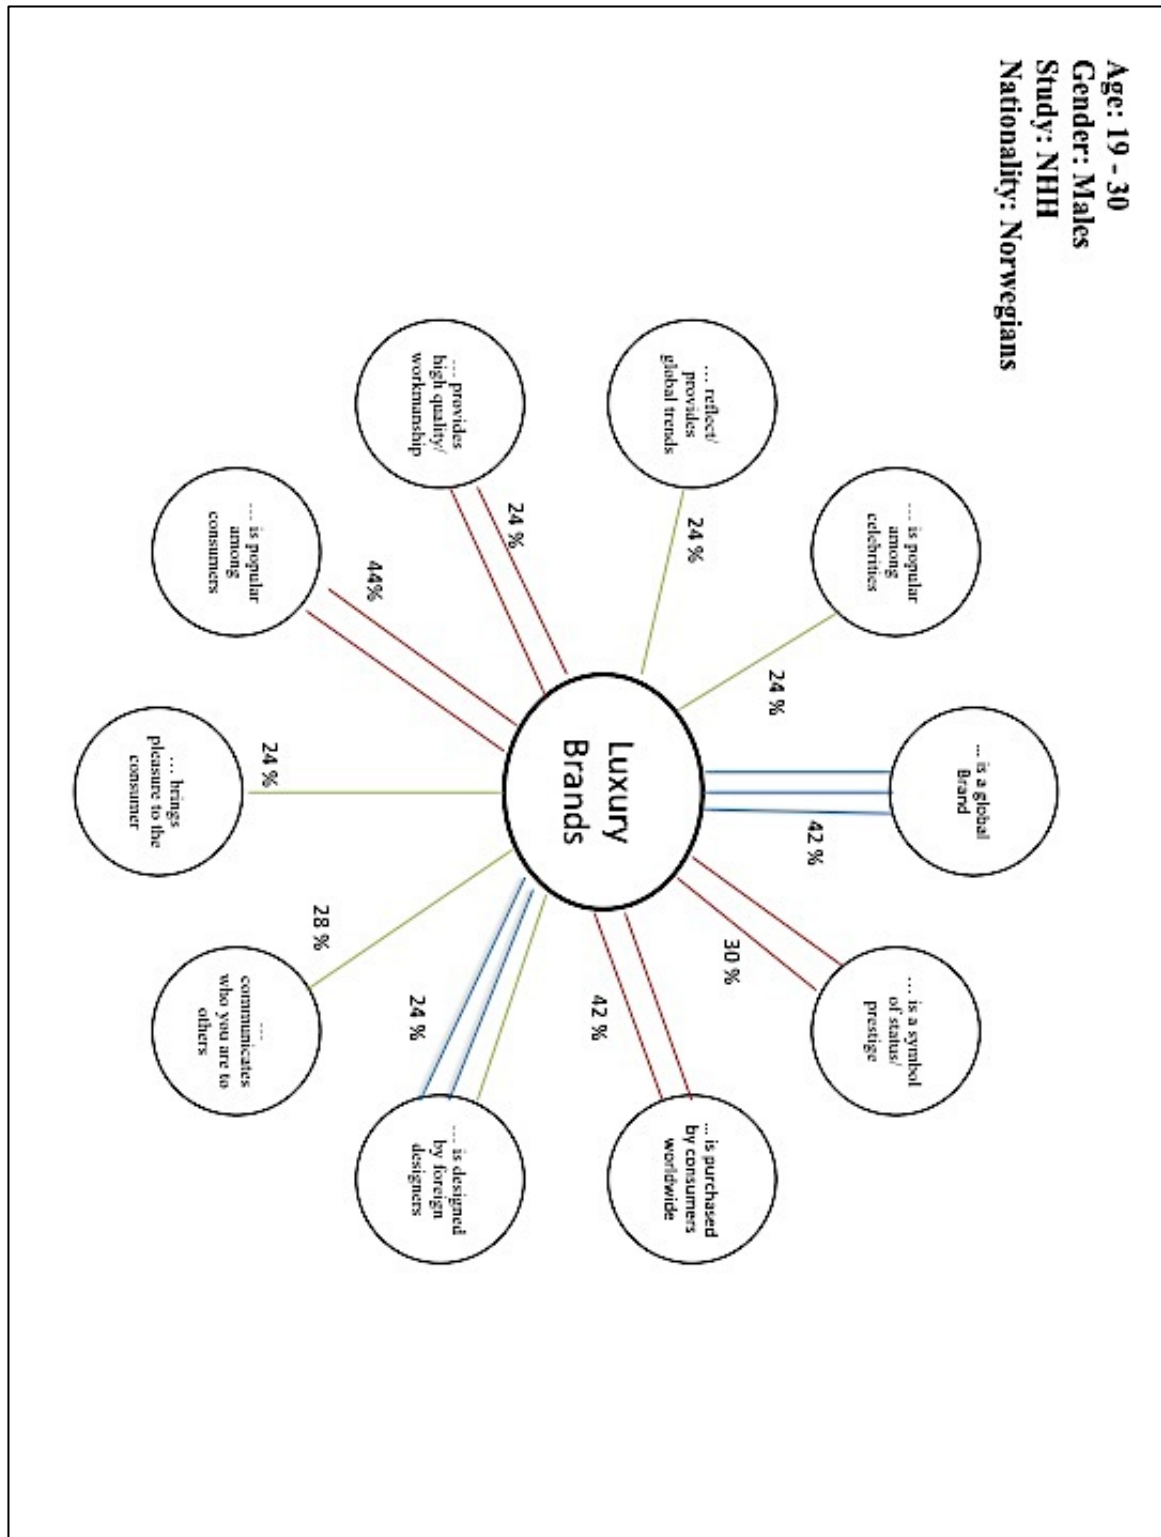 Age: 19 - 30
Gender: Males
Study: NHH
Nationality: Norwegians
... is a global
Brand
42 %
... is a symbol
of status/
prestige
30 %
... is purchased
by consumers
worldwide
42 %
... is designed
by foreign
designers
24 %
...
communicates
who you are to
others
28 %
... brings
pleasure to the
consumer
24 %
... is popular
among
consumers
44%
... provides
high quality/
workmanship
24 %
... reflect/
provides
global trends
24 %
... is popular
among
celebrities
24 %
Luxury
Brands